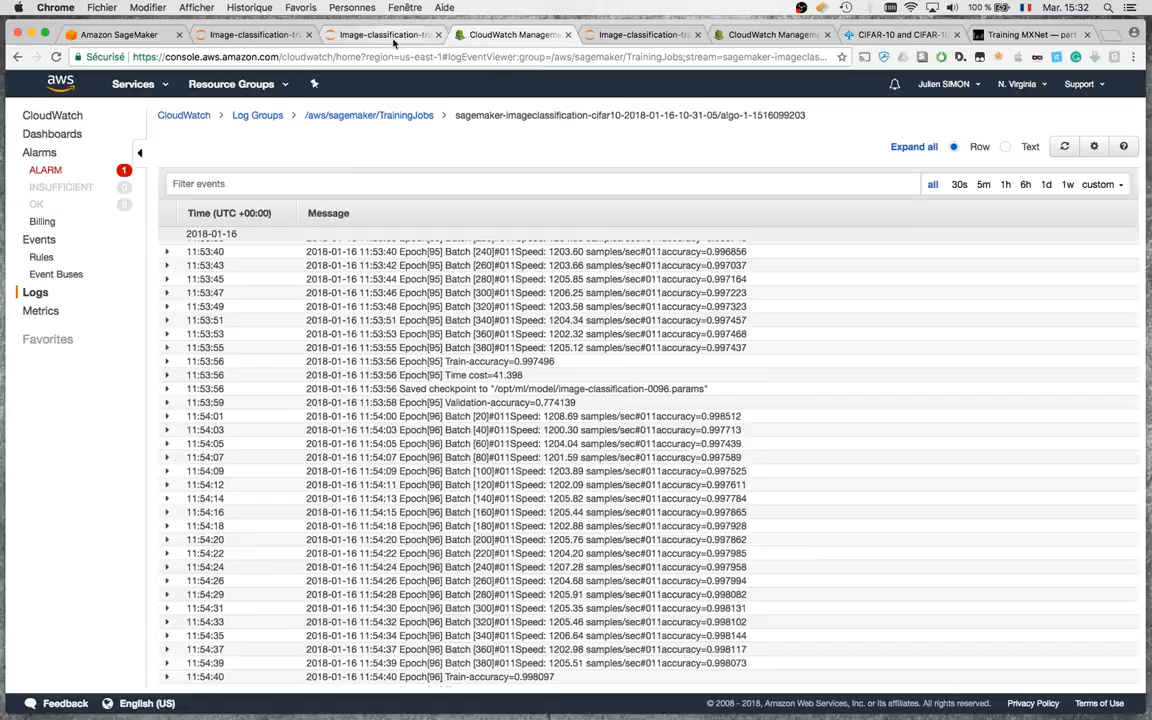 Chrome Fichier Modifier Afficher Historique Favoris Personnes Fenêtre Aide 100 % Mar. 15:32
Amazon SageMaker Image-classification-tr Image-classification-tr CloudWatch Managem Image-classification-tra CloudWatch Managem CIFAR-10 and CIFAR-10 Training MXNet — part
Sécurisé https://console.aws.amazon.com/cloudwatch/home?region=us-east-1#logEventViewer:group=/aws/sagemaker/TrainingJobs;stream=sagemaker-imageclass...
aws Services Resource Groups Julien SIMON N. Virginia Support
CloudWatch
Dashboards
Alarms
ALARM 1
INSUFFICIENT 0
OK 0
Billing
Events
Rules
Event Buses
Logs
Metrics
Favorites
CloudWatch Log Groups /aws/sagemaker/TrainingJobs sagemaker-imageclassification-cifar10-2018-01-16-10-31-05/algo-1-1516099203
Expand all Row Text
Filter events all 30s 5m 1h 6h 1d 1w custom
Time (UTC +00:00) Message
2018-01-16
11:53:40 2018-01-16 11:53:40 Epoch[95] Batch [240]#011Speed: 1203.60 samples/sec#011accuracy=0.996856
11:53:43 2018-01-16 11:53:42 Epoch[95] Batch [260]#011Speed: 1203.66 samples/sec#011accuracy=0.997037
11:53:45 2018-01-16 11:53:44 Epoch[95] Batch [280]#011Speed: 1205.85 samples/sec#011accuracy=0.997164
11:53:47 2018-01-16 11:53:46 Epoch[95] Batch [300]#011Speed: 1206.25 samples/sec#011accuracy=0.997223
11:53:49 2018-01-16 11:53:48 Epoch[95] Batch [320]#011Speed: 1203.58 samples/sec#011accuracy=0.997323
11:53:51 2018-01-16 11:53:51 Epoch[95] Batch [340]#011Speed: 1204.34 samples/sec#011accuracy=0.997457
11:53:53 2018-01-16 11:53:53 Epoch[95] Batch [360]#011Speed: 1202.32 samples/sec#011accuracy=0.997468
11:53:55 2018-01-16 11:53:55 Epoch[95] Batch [380]#011Speed: 1205.12 samples/sec#011accuracy=0.997437
11:53:56 2018-01-16 11:53:56 Epoch[95] Train-accuracy=0.997496
11:53:56 2018-01-16 11:53:56 Epoch[95] Time cost=41.398
11:53:56 2018-01-16 11:53:56 Saved checkpoint to "/opt/ml/model/image-classification-0096.params"
11:53:59 2018-01-16 11:53:58 Epoch[95] Validation-accuracy=0.774139
11:54:01 2018-01-16 11:54:00 Epoch[96] Batch [20]#011Speed: 1208.69 samples/sec#011accuracy=0.998512
11:54:03 2018-01-16 11:54:03 Epoch[96] Batch [40]#011Speed: 1200.30 samples/sec#011accuracy=0.997713
11:54:05 2018-01-16 11:54:05 Epoch[96] Batch [60]#011Speed: 1204.04 samples/sec#011accuracy=0.997439
11:54:07 2018-01-16 11:54:07 Epoch[96] Batch [80]#011Speed: 1201.59 samples/sec#011accuracy=0.997589
11:54:09 2018-01-16 11:54:09 Epoch[96] Batch [100]#011Speed: 1203.89 samples/sec#011accuracy=0.997525
11:54:12 2018-01-16 11:54:11 Epoch[96] Batch [120]#011Speed: 1202.09 samples/sec#011accuracy=0.997611
11:54:14 2018-01-16 11:54:13 Epoch[96] Batch [140]#011Speed: 1205.82 samples/sec#011accuracy=0.997784
11:54:16 2018-01-16 11:54:15 Epoch[96] Batch [160]#011Speed: 1205.44 samples/sec#011accuracy=0.997865
11:54:18 2018-01-16 11:54:18 Epoch[96] Batch [180]#011Speed: 1202.88 samples/sec#011accuracy=0.997928
11:54:20 2018-01-16 11:54:20 Epoch[96] Batch [200]#011Speed: 1205.76 samples/sec#011accuracy=0.997862
11:54:22 2018-01-16 11:54:22 Epoch[96] Batch [220]#011Speed: 1204.20 samples/sec#011accuracy=0.997985
11:54:24 2018-01-16 11:54:24 Epoch[96] Batch [240]#011Speed: 1207.28 samples/sec#011accuracy=0.997958
11:54:26 2018-01-16 11:54:26 Epoch[96] Batch [260]#011Speed: 1204.68 samples/sec#011accuracy=0.997994
11:54:29 2018-01-16 11:54:28 Epoch[96] Batch [280]#011Speed: 1205.91 samples/sec#011accuracy=0.998082
11:54:31 2018-01-16 11:54:30 Epoch[96] Batch [300]#011Speed: 1205.35 samples/sec#011accuracy=0.998131
11:54:33 2018-01-16 11:54:32 Epoch[96] Batch [320]#011Speed: 1205.46 samples/sec#011accuracy=0.998102
11:54:35 2018-01-16 11:54:34 Epoch[96] Batch [340]#011Speed: 1206.64 samples/sec#011accuracy=0.998144
11:54:37 2018-01-16 11:54:37 Epoch[96] Batch [360]#011Speed: 1202.98 samples/sec#011accuracy=0.998117
11:54:39 2018-01-16 11:54:39 Epoch[96] Batch [380]#011Speed: 1205.51 samples/sec#011accuracy=0.998073
11:54:40 2018-01-16 11:54:40 Epoch[96] Train-accuracy=0.998097
Feedback English (US) © 2008 - 2018, Amazon Web Services, Inc. or its affiliates. All rights reserved. Privacy Policy Terms of Use